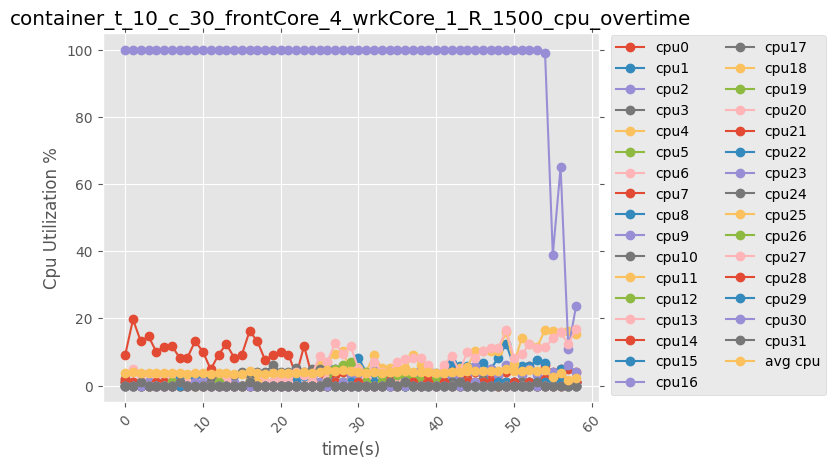 container_t_10_c_30_frontCore_4_wrkCore_1_R_1500_cpu_overtime
Cpu Utilization %
100
80
60
40
20
0
0
10
20
30
40
50
60
time(s)
cpu0
cpu1
cpu2
cpu3
cpu4
cpu5
cpu6
cpu7
cpu8
cpu9
cpu10
cpu11
cpu12
cpu13
cpu14
cpu15
cpu16
cpu17
cpu18
cpu19
cpu20
cpu21
cpu22
cpu23
cpu24
cpu25
cpu26
cpu27
cpu28
cpu29
cpu30
cpu31
avg cpu